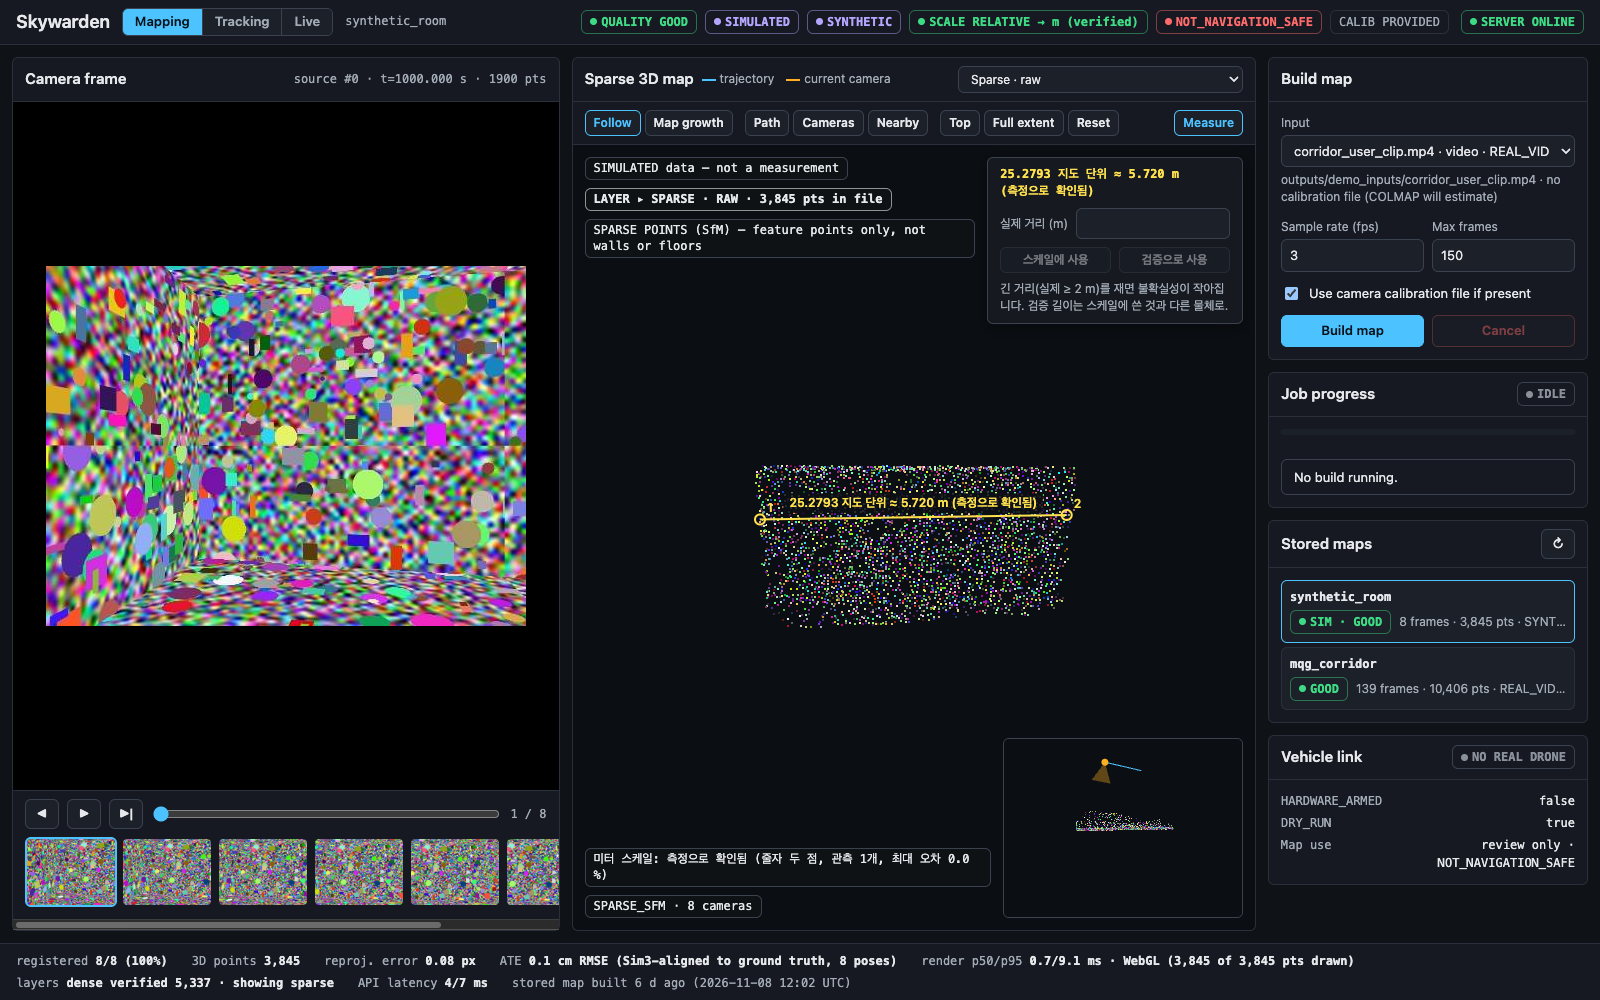 Skywarden
Mapping
Tracking
Live
synthetic_room
QUALITY GOOD
SIMULATED
SYNTHETIC
SCALE RELATIVE → m (verified)
NOT_NAVIGATION_SAFE
CALIB PROVIDED
SERVER ONLINE
Camera frame
source #0 · t=1000.000 s · 1900 pts
1 / 8
Sparse 3D map
trajectory
current camera
Sparse · raw
Follow
Map growth
Path
Cameras
Nearby
Top
Full extent
Reset
Measure
SIMULATED data — not a measurement
LAYER ▸ SPARSE · RAW · 3,845 pts in file
SPARSE POINTS (SfM) — feature points only, not
walls or floors
25.2793 지도 단위 ≈ 5.720 m
(측정으로 확인됨)
실제 거리 (m)
스케일에 사용
검증으로 사용
긴 거리(실제 ≥ 2 m)를 재면 불확실성이 작아집
니다. 검증 길이는 스케일에 쓴 것과 다른 물체로.
1
25.2793 지도 단위 ≈ 5.720 m (측정으로 확인됨)
2
미터 스케일: 측정으로 확인됨 (줄자 두 점, 관측 1개, 최대 오차 0.0
%)
SPARSE_SFM · 8 cameras
Build map
Input
corridor_user_clip.mp4 · video · REAL_VID
outputs/demo_inputs/corridor_user_clip.mp4 · no
calibration file (COLMAP will estimate)
Sample rate (fps)
Max frames
3
150
Use camera calibration file if present
Build map
Cancel
Job progress
IDLE
No build running.
Stored maps
synthetic_room
SIM · GOOD
8 frames · 3,845 pts · SYNT…
mqg_corridor
GOOD
139 frames · 10,406 pts · REAL_VID…
Vehicle link
NO REAL DRONE
HARDWARE_ARMED
false
DRY_RUN
true
Map use
review only ·
NOT_NAVIGATION_SAFE
registered 8/8 (100%)
3D points 3,845
reproj. error 0.08 px
ATE 0.1 cm RMSE (Sim3-aligned to ground truth, 8 poses)
render p50/p95 0.7/9.1 ms · WebGL (3,845 of 3,845 pts drawn)
layers dense verified 5,337 · showing sparse
API latency 4/7 ms
stored map built 6 d ago (2026-11-08 12:02 UTC)